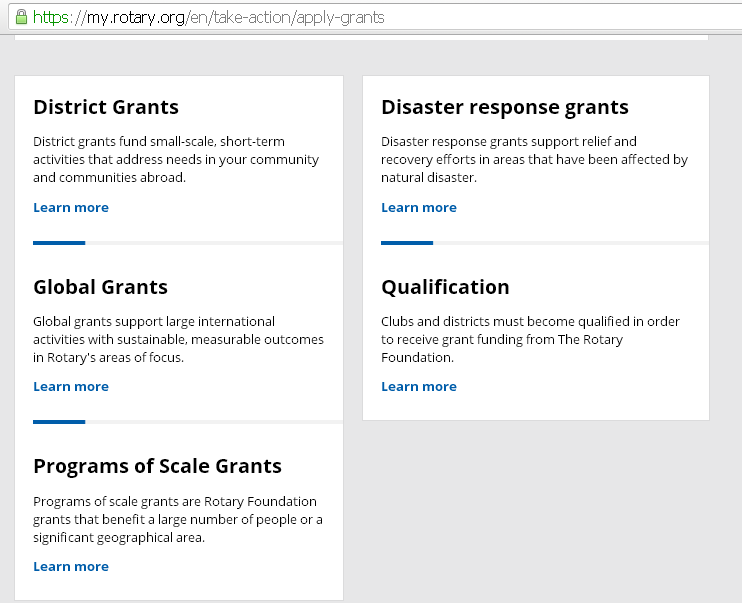 https://my.rotary.org/en/take-action/apply-grants
District Grants
District grants fund small-scale, short-term
activities that address needs in your community
and communities abroad.
Learn more
Global Grants
Global grants support large international
activities with sustainable, measurable outcomes
in Rotary's areas of focus.
Learn more
Programs of Scale Grants
Programs of scale grants are Rotary Foundation
grants that benefit a large number of people or a
significant geographical area.
Learn more
Disaster response grants
Disaster response grants support relief and
recovery efforts in areas that have been affected by
natural disaster.
Learn more
Qualification
Clubs and districts must become qualified in order
to receive grant funding from The Rotary
Foundation.
Learn more